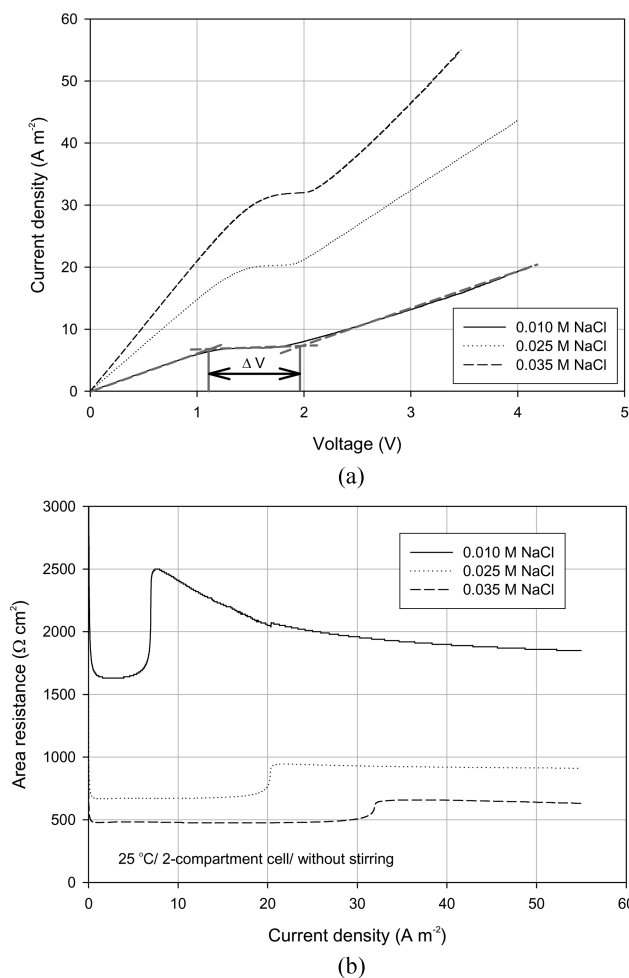 60
50
40
30
20
10
0
Current density (A m-2)
Δ V
0.010 M NaCl
0.025 M NaCl
0.035 M NaCl
0 1 2 3 4 5
Voltage (V)
(a)
3000
2500
2000
1500
1000
500
0
Area resistance (Ω cm²)
0.010 M NaCl
0.025 M NaCl
0.035 M NaCl
25 °C/ 2-compartment cell/ without stirring
0 10 20 30 40 50 60
Current density (A m-2)
(b)